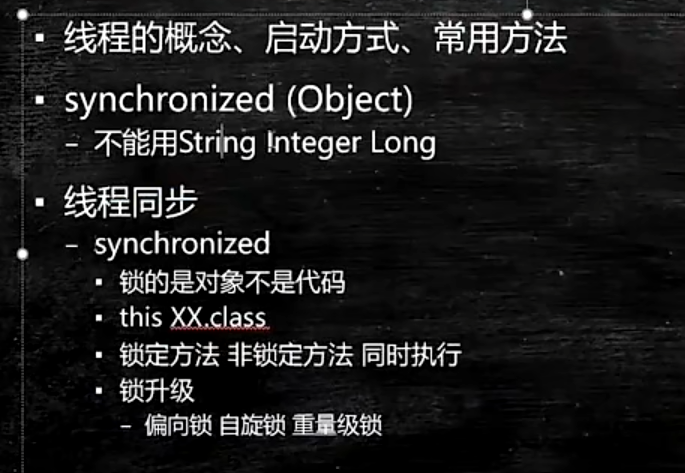 线程的概念、启动方式、常用方法
synchronized (Object)
不能用String Integer Long
线程同步
synchronized
锁的是对象不是代码
this XX.class
锁定方法 非锁定方法 同时执行
锁升级
偏向锁 自旋锁 重量级锁